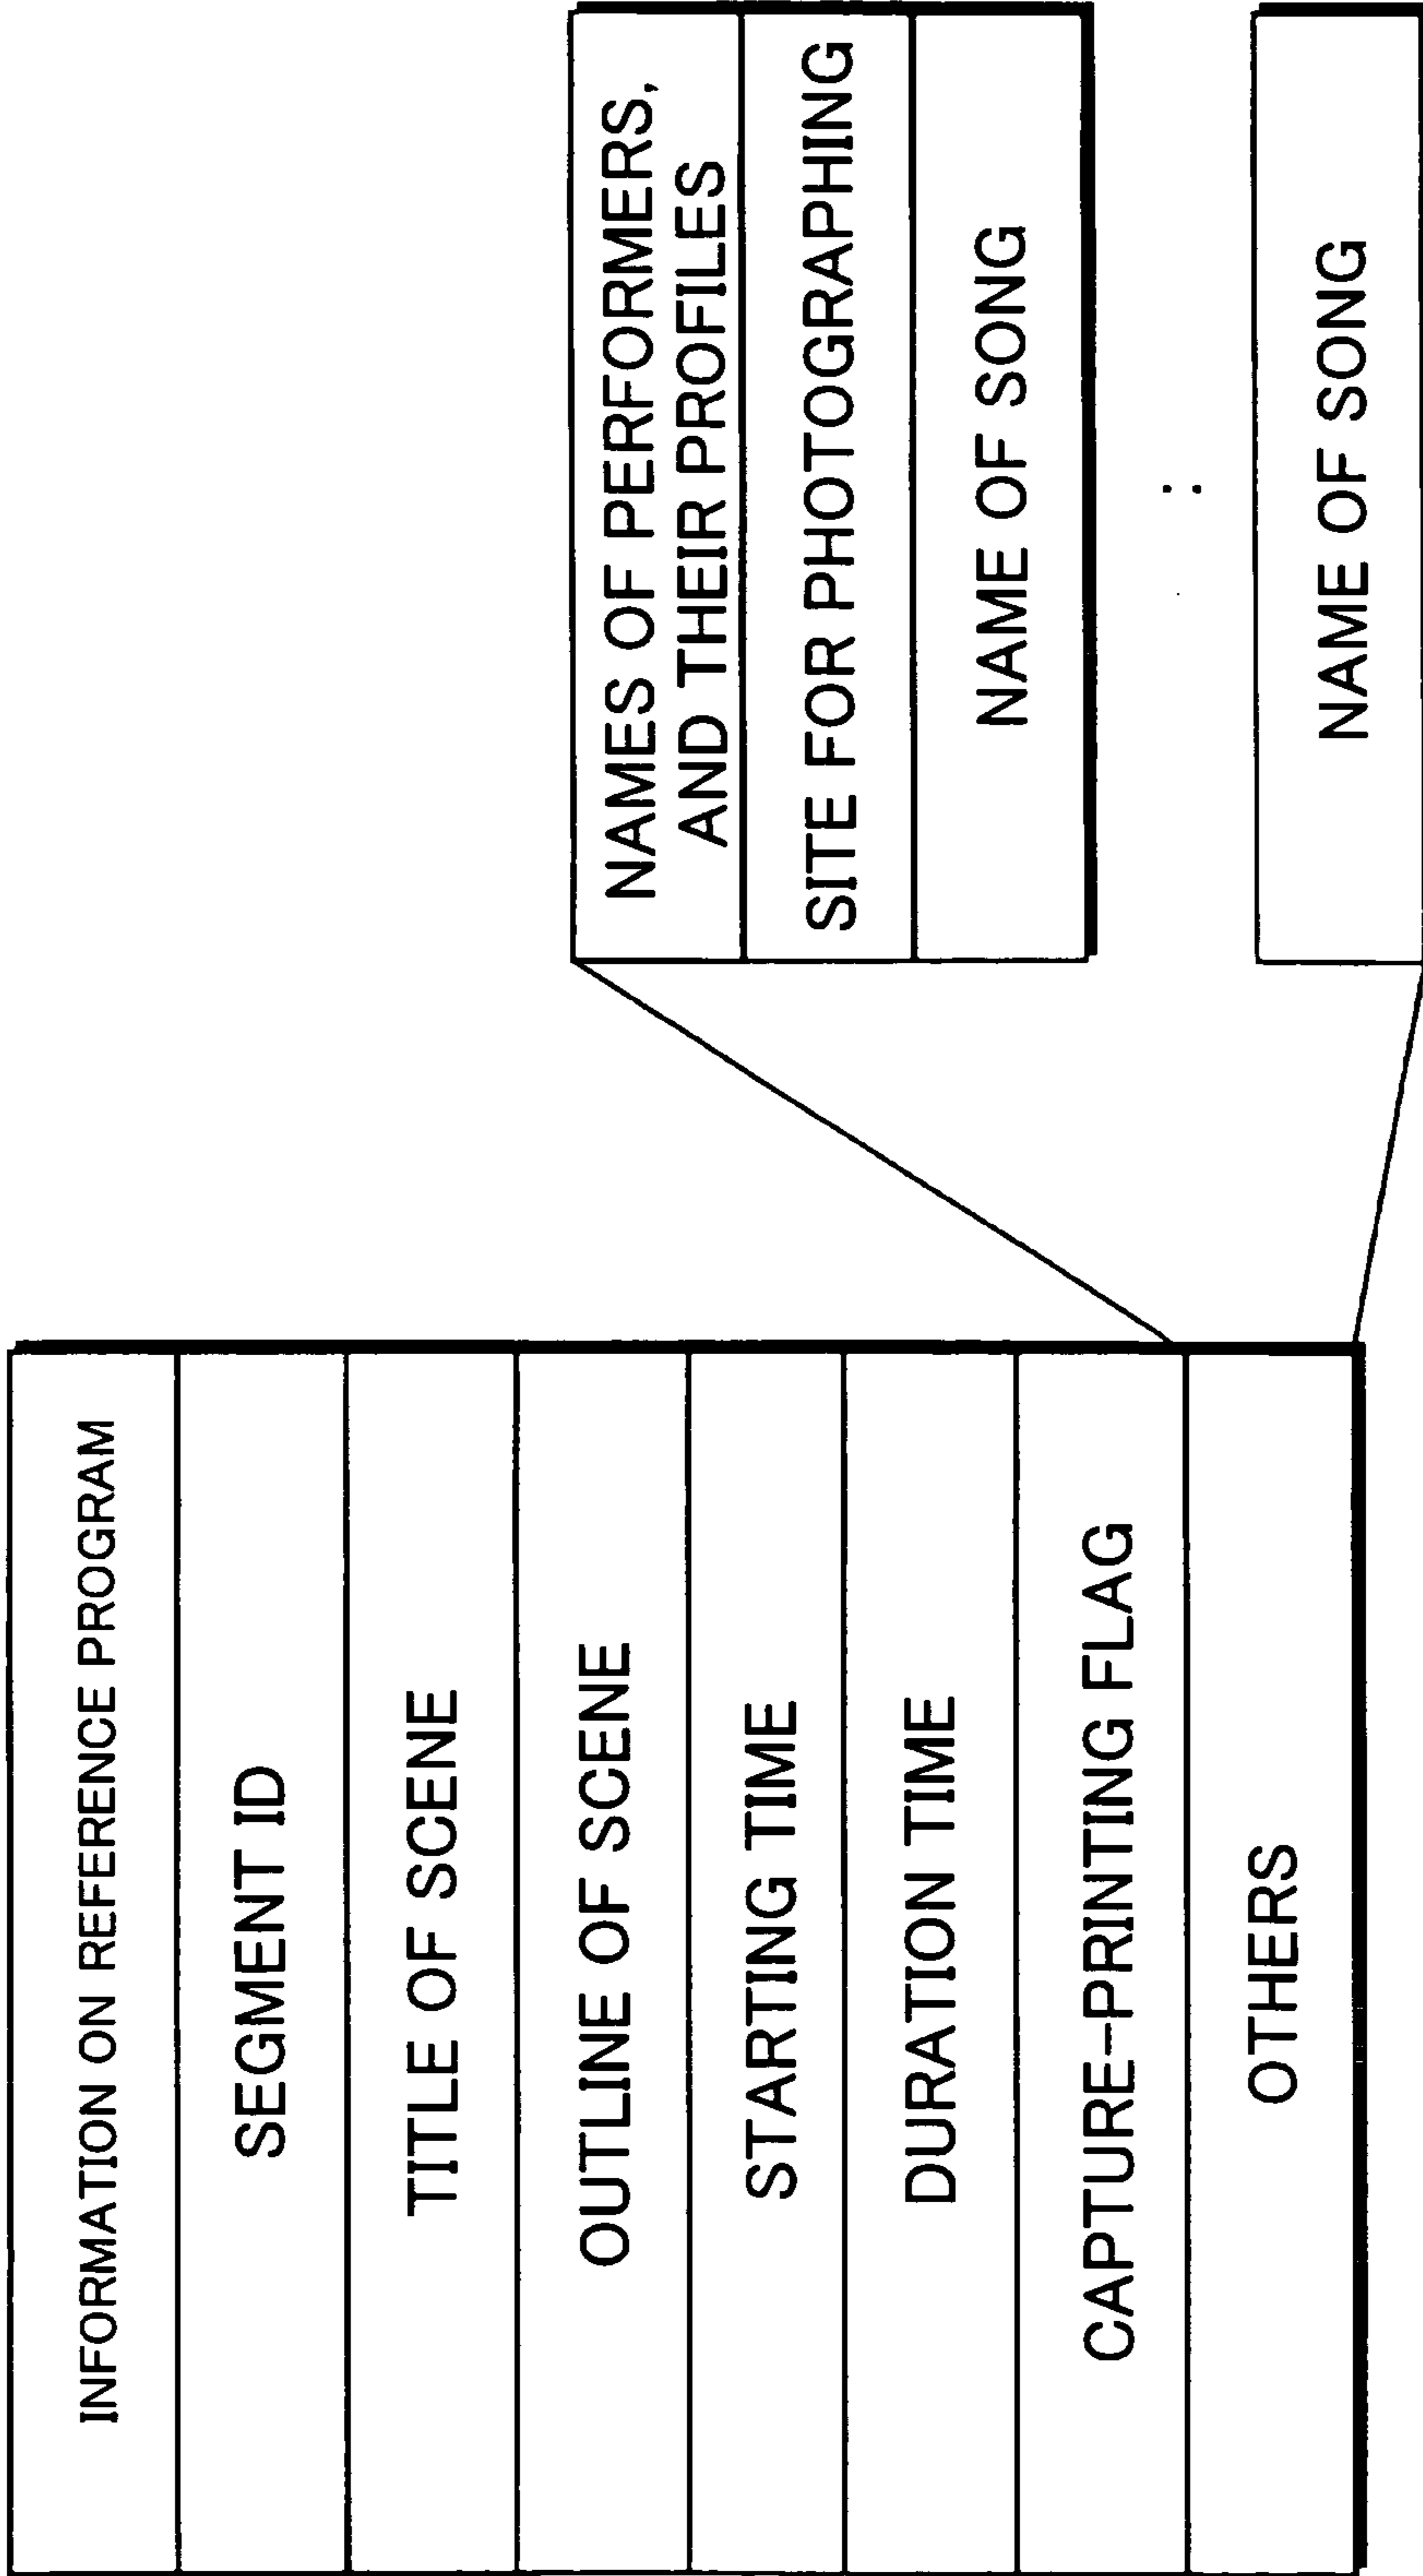 INFORMATION ON REFERENCE PROGRAM
SEGMENT ID
TITLE OF SCENE
OUTLINE OF SCENE
STARTING TIME
DURATION TIME
CAPTURE-PRINTING FLAG
OTHERS
NAMES OF PERFORMERS,
AND THEIR PROFILES
SITE FOR PHOTOGRAPHING
NAME OF SONG
:
NAME OF SONG